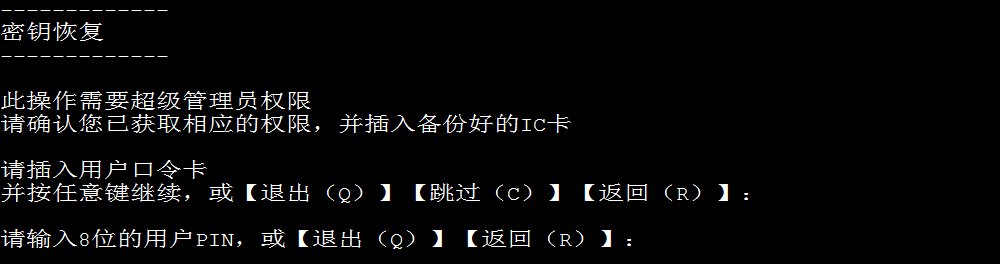 -------------
密钥恢复
-------------
此操作需要超级管理员权限
请确认您已获取相应的权限，并插入备份好的IC卡
请插入用户口令卡
并按任意键继续，或【退出（Q）】【跳过（C）】【返回（R）】：
请输入8位的用户PIN，或【退出（Q）】【返回（R）】：